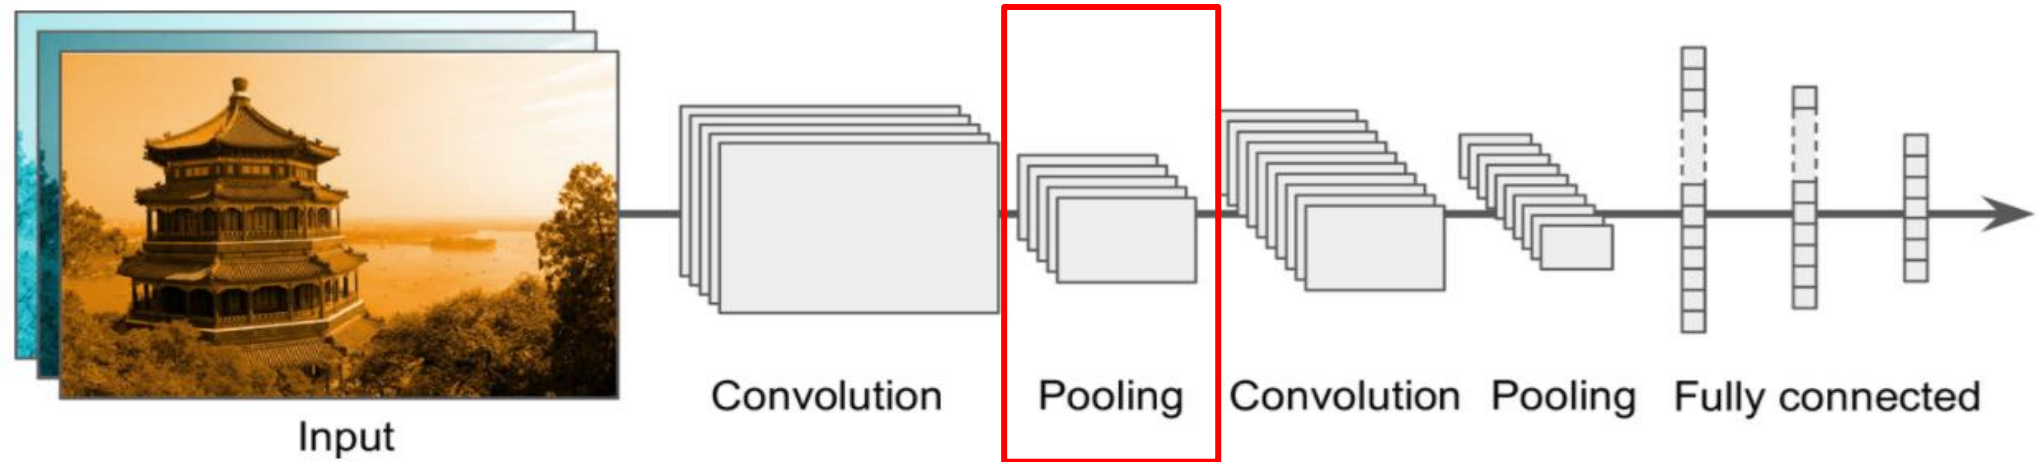 Convolution
Pooling
Convolution
Pooling
Fully connected
Input